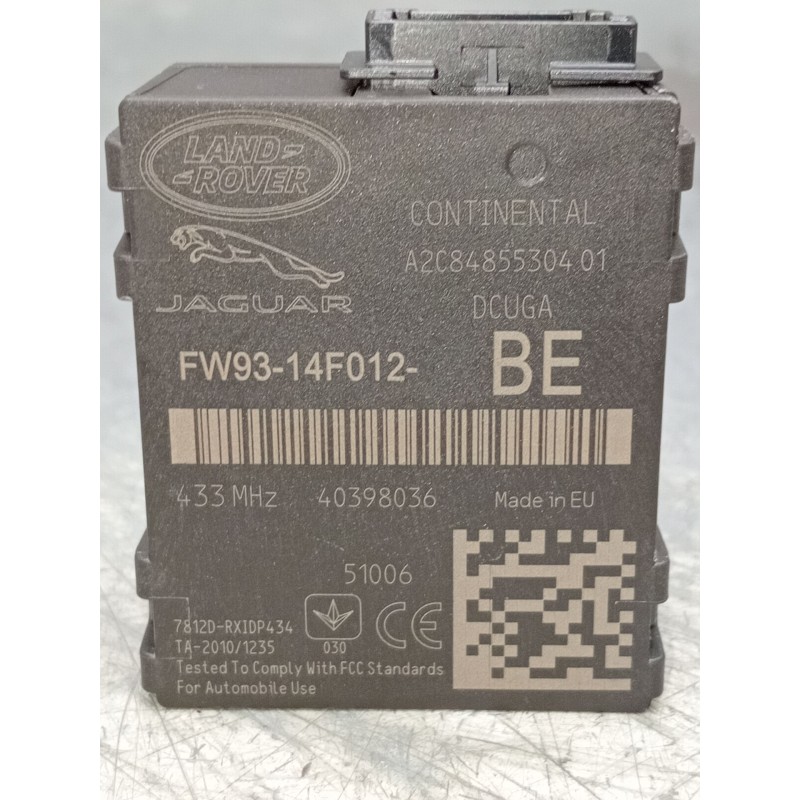 LAND-
-ROVER
JAGUAR
CONTINENTAL
A2C84855304 01
DCUGA
FW93-14F012- BE
433 MHz 40398036 Made in EU
51006
7812D-RXIDP434
TA-2010/1235
030
CE
Tested To Comply With FCC Standards
For Automobile Use